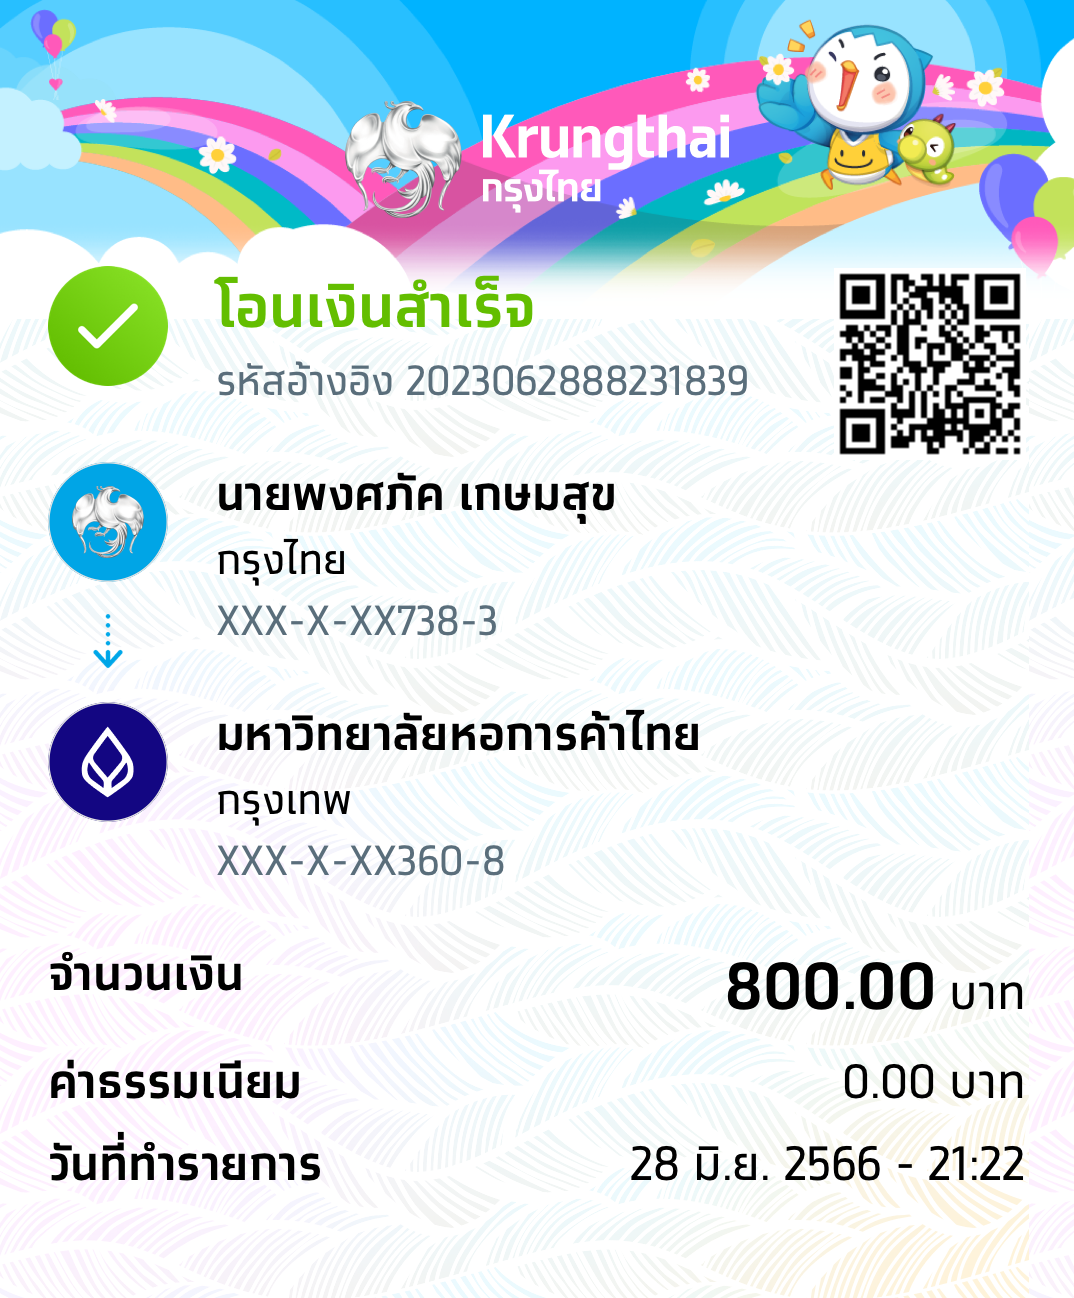 Krungthai
กรุงไทย
โอนเงินสำเร็จ
รหัสอ้างอิง 2023062888231839
นายพงศภัค เกษมสุข
กรุงไทย
XXX-X-XX738-3
มหาวิทยาลัยหอการค้าไทย
กรุงเทพ
XXX-X-XX360-8
จำนวนเงิน 800.00 บาท
ค่าธรรมเนียม 0.00 บาท
วันที่ทำรายการ 28 มิ.ย. 2566 - 21:22